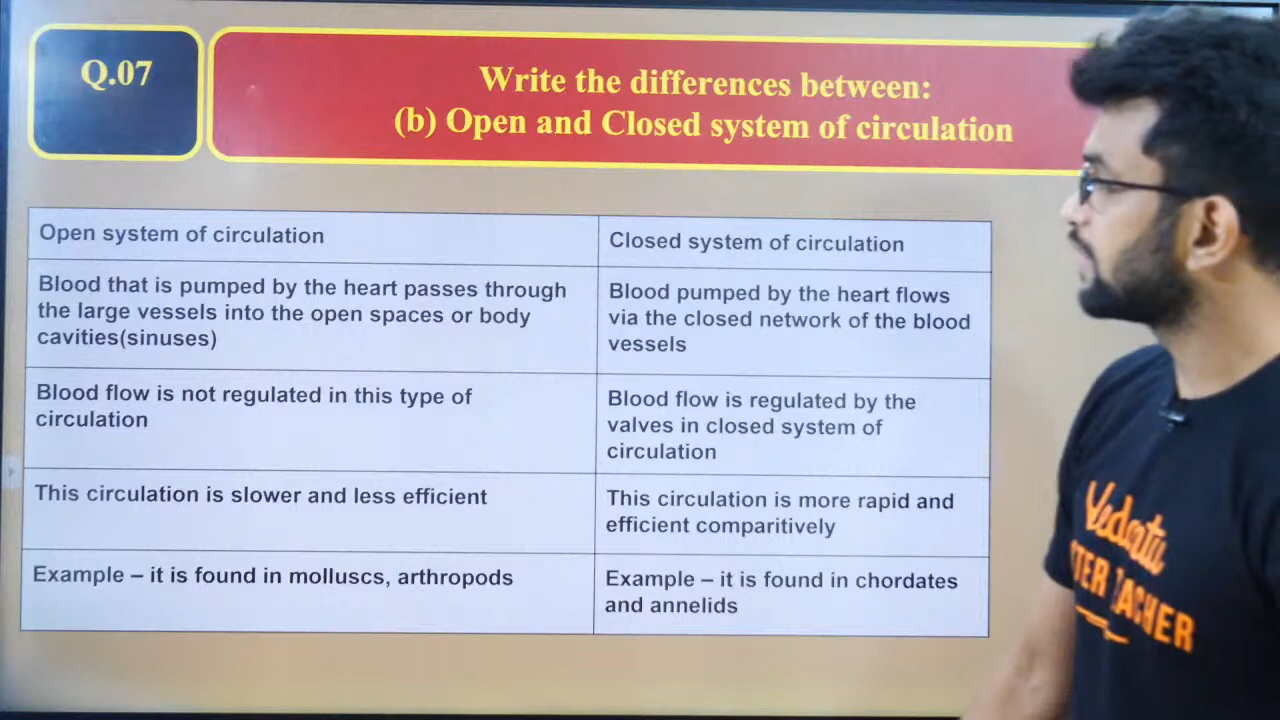 Q.07
Write the differences between:
(b) Open and Closed system of circulation
Open system of circulation
Closed system of circulation
Blood that is pumped by the heart passes through
the large vessels into the open spaces or body
cavities(sinuses)
Blood pumped by the heart flows
via the closed network of the blood
vessels
Blood flow is not regulated in this type of
circulation
Blood flow is regulated by the
valves in closed system of
circulation
This circulation is slower and less efficient
This circulation is more rapid and
efficient comparitively
Example – it is found in molluscs, arthropods
Example – it is found in chordates
and annelids
Vedantu
TER TEACHER